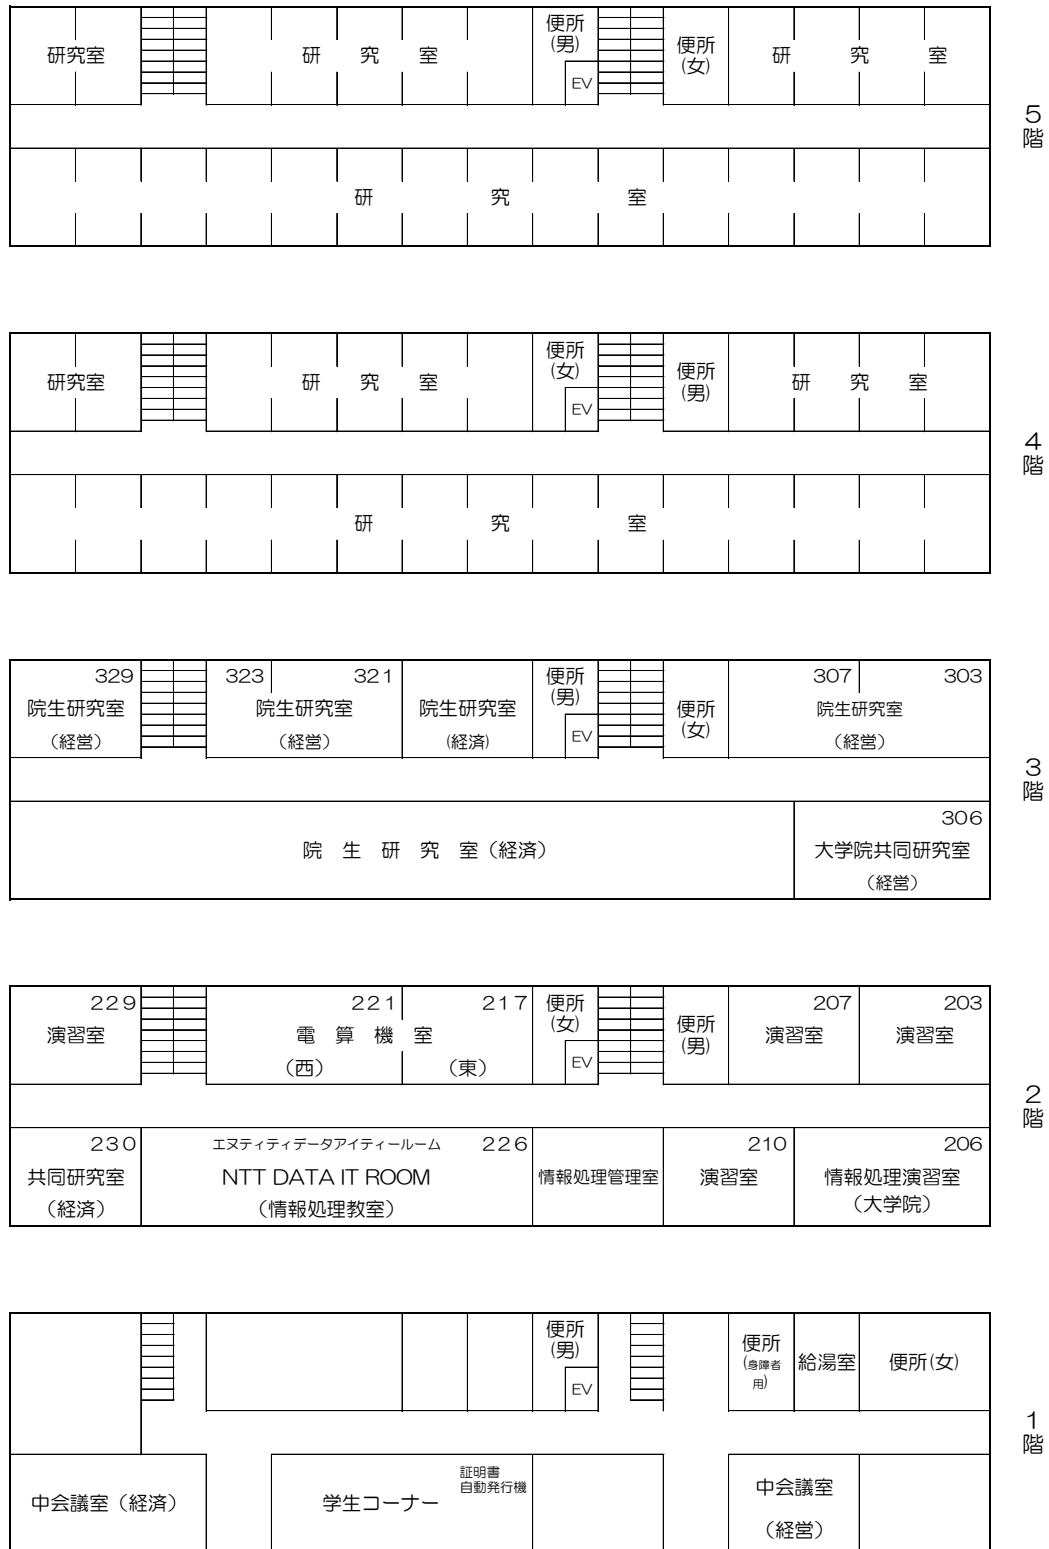 研究室
研 究 室
便所
(男)
EV
便所
(女)
研 究 室
5階
研 究 室
研究室
研 究 室
便所
(女)
EV
便所
(男)
研 究 室
4階
研 究 室
329
院生研究室
（経営）
323 321
院生研究室
（経営）
院生研究室
(経済)
便所
(男)
EV
便所
(女)
307 303
院生研究室
（経営）
3階
院 生 研 究 室（経済）
306
大学院共同研究室
（経営）
229
演習室
221 217
電 算 機 室
（西） （東）
便所
(女)
EV
便所
(男)
207
演習室
203
演習室
2階
230
共同研究室
（経済）
エヌティティデータアイティールーム 226
NTT DATA IT ROOM
（情報処理教室）
情報処理管理室
210
演習室
206
情報処理演習室
（大学院）
便所
(男)
EV
便所
(身障者
用)
給湯室
便所(女)
1階
中会議室（経済）
学生コーナー
証明書
自動発行機
中会議室
（経営）